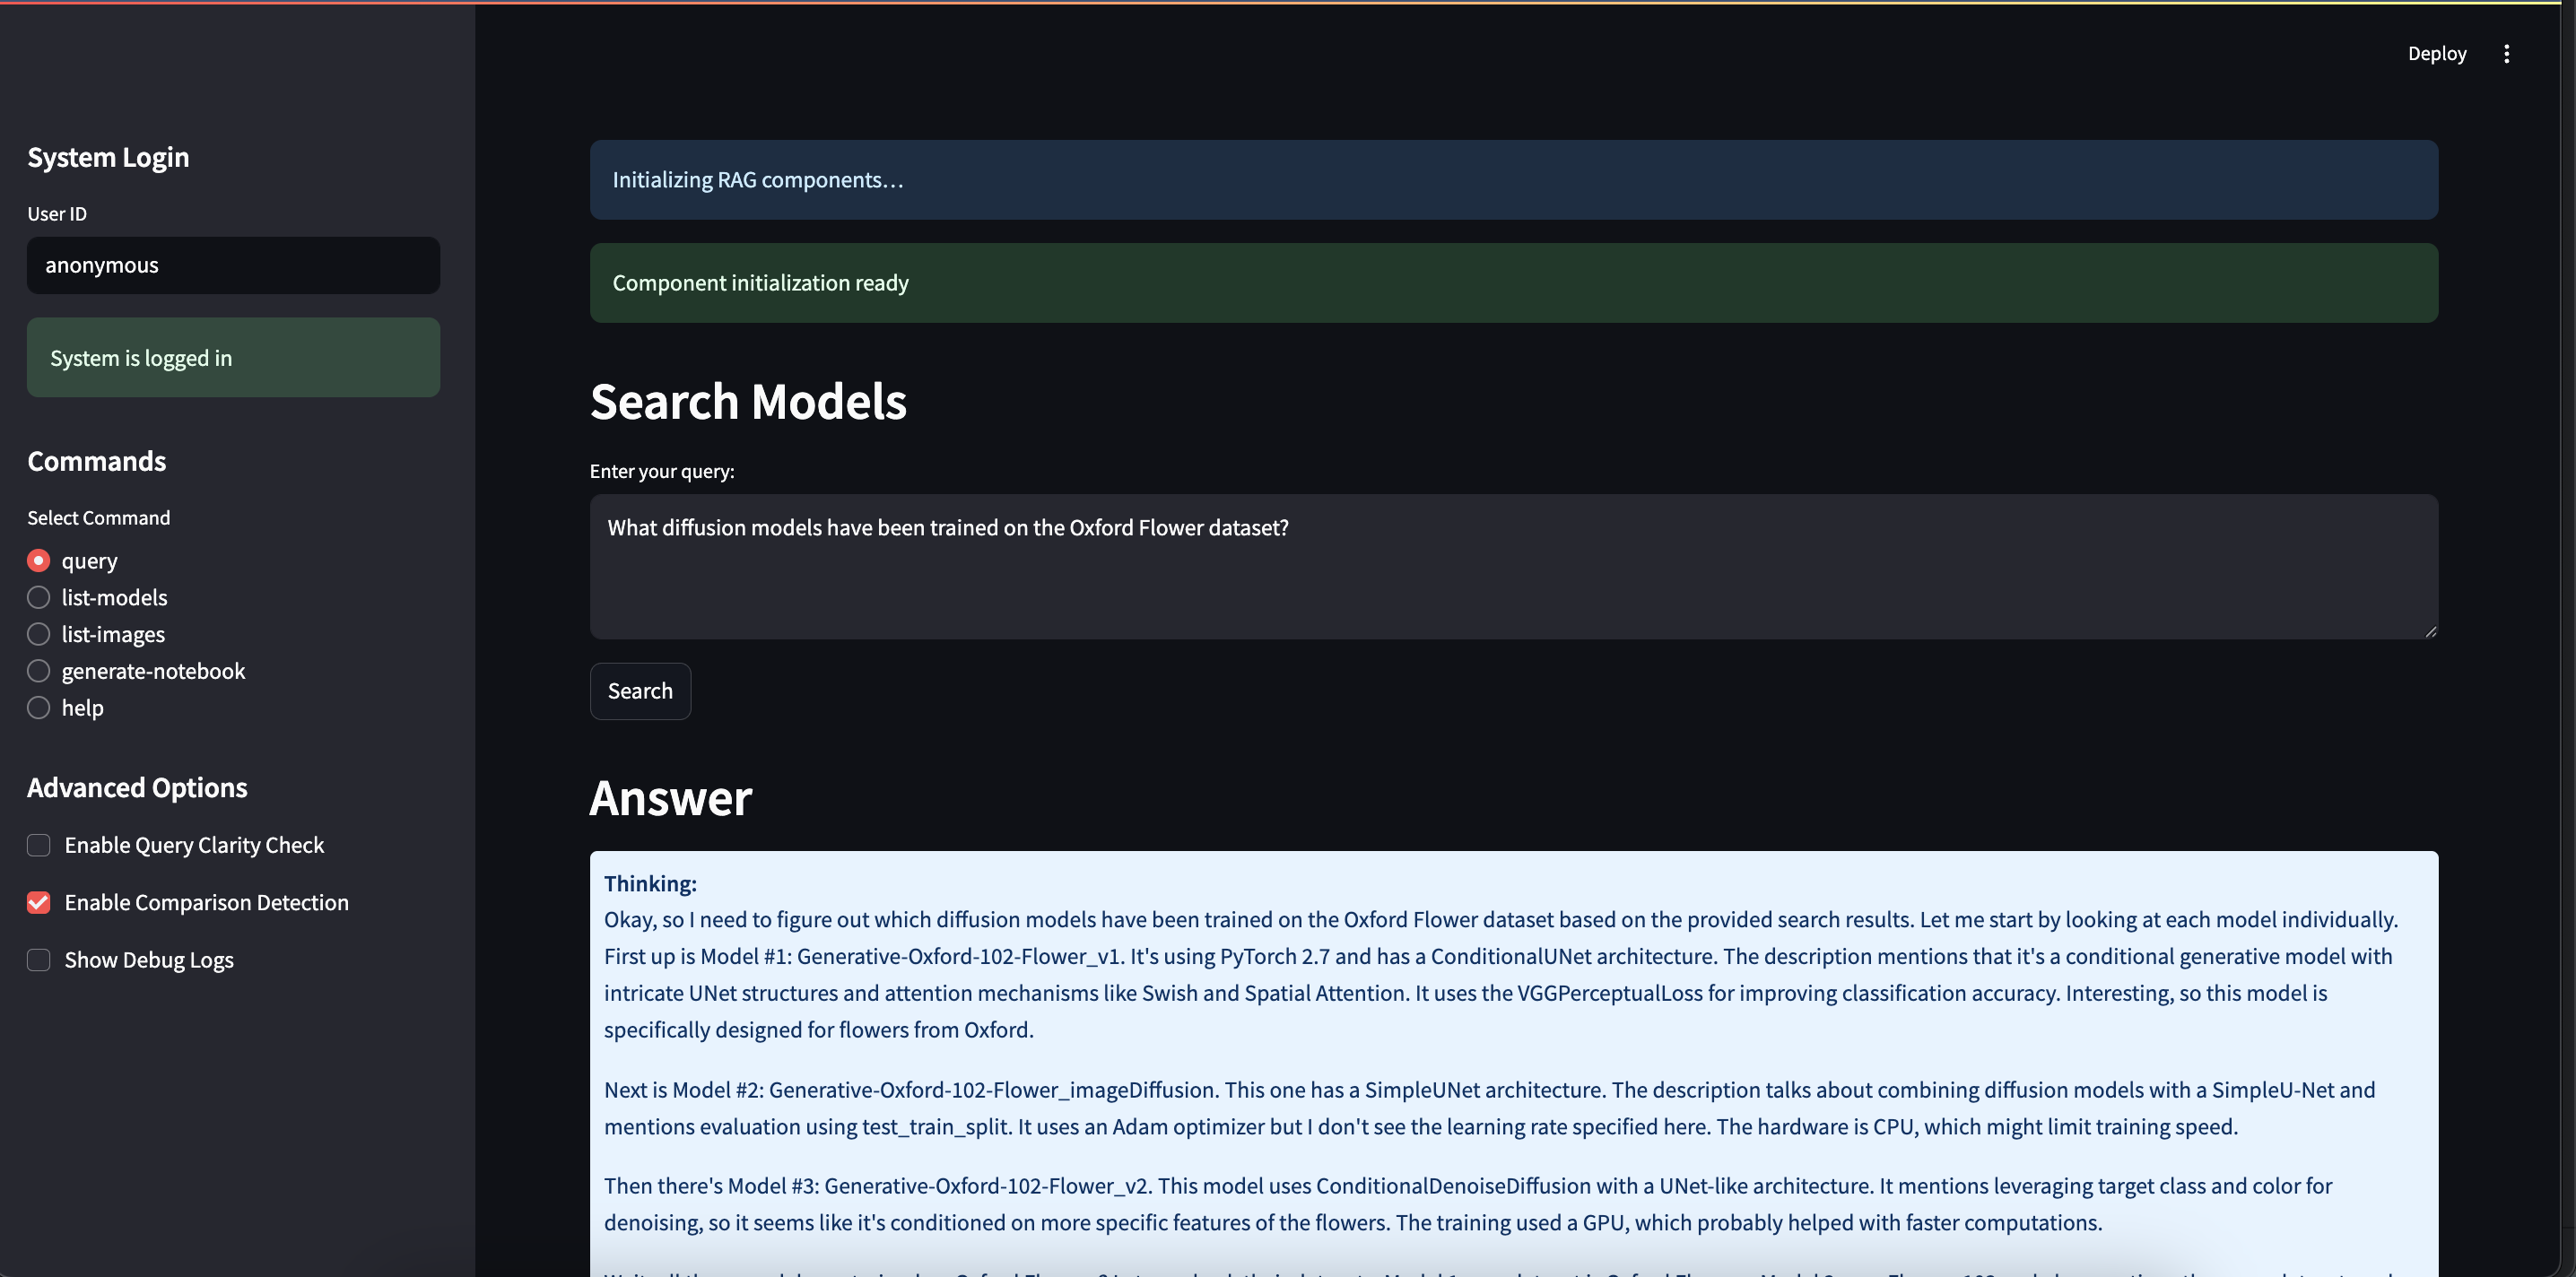 Deploy
System Login
User ID
anonymous
System is logged in
Commands
Select Command
query
list-models
list-images
generate-notebook
help
Advanced Options
Enable Query Clarity Check
Enable Comparison Detection
Show Debug Logs
Initializing RAG components...
Component initialization ready
Search Models
Enter your query:
What diffusion models have been trained on the Oxford Flower dataset?
Search
Answer
Thinking:
Okay, so I need to figure out which diffusion models have been trained on the Oxford Flower dataset based on the provided search results. Let me start by looking at each model individually.
First up is Model #1: Generative-Oxford-102-Flower_v1. It's using PyTorch 2.7 and has a ConditionalUNet architecture. The description mentions that it's a conditional generative model with
intricate UNet structures and attention mechanisms like Swish and Spatial Attention. It uses the VGGPerceptualLoss for improving classification accuracy. Interesting, so this model is
specifically designed for flowers from Oxford.
Next is Model #2: Generative-Oxford-102-Flower_imageDiffusion. This one has a SimpleUNet architecture. The description talks about combining diffusion models with a SimpleU-Net and
mentions evaluation using test_train_split. It uses an Adam optimizer but I don't see the learning rate specified here. The hardware is CPU, which might limit training speed.
Then there's Model #3: Generative-Oxford-102-Flower_v2. This model uses ConditionalDenoiseDiffusion with a UNet-like architecture. It mentions leveraging target class and color for
denoising, so it seems like it's conditioned on more specific features of the flowers. The training used a GPU, which probably helped with faster computations.